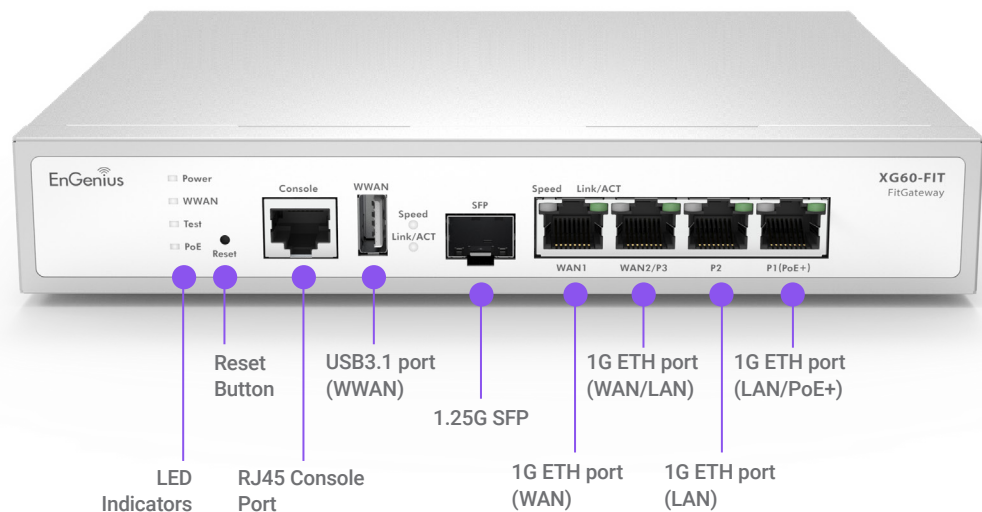 EnGenius
Power
WWAN
Test
PoE
Reset
Console
WWAN
Speed
Link/ACT
SFP
Speed Link/ACT
WAN1 WAN2/P3 P2 P1(PoE+)
XG60-FIT
FitGateway
Reset
Button
USB3.1 port
(WWAN)
1.25G SFP
1G ETH port
(WAN/LAN)
1G ETH port
(LAN/PoE+)
LED
Indicators
RJ45 Console
Port
1G ETH port
(WAN)
1G ETH port
(LAN)